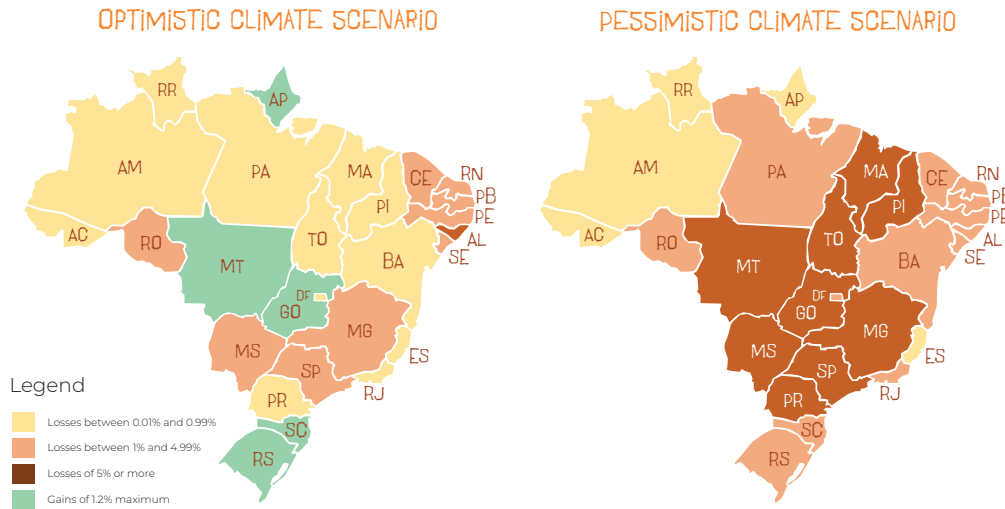 OPTIMISTIC CLIMATE SCENARIO
RR
AP
AM
PA
MA
CE
RN
PB
PE
PI
AC
RO
TO
AL
SE
MT
BA
DF
GO
MG
MS
ES
SP
RJ
PR
SC
RS
PESSIMISTIC CLIMATE SCENARIO
RR
AP
AM
PA
MA
CE
RN
PB
PE
PI
AC
RO
TO
AL
SE
MT
BA
DF
GO
MG
MS
ES
SP
RJ
PR
SC
RS
Legend
Losses between 0.01% and 0.99%
Losses between 1% and 4.99%
Losses of 5% or more
Gains of 1.2% maximum